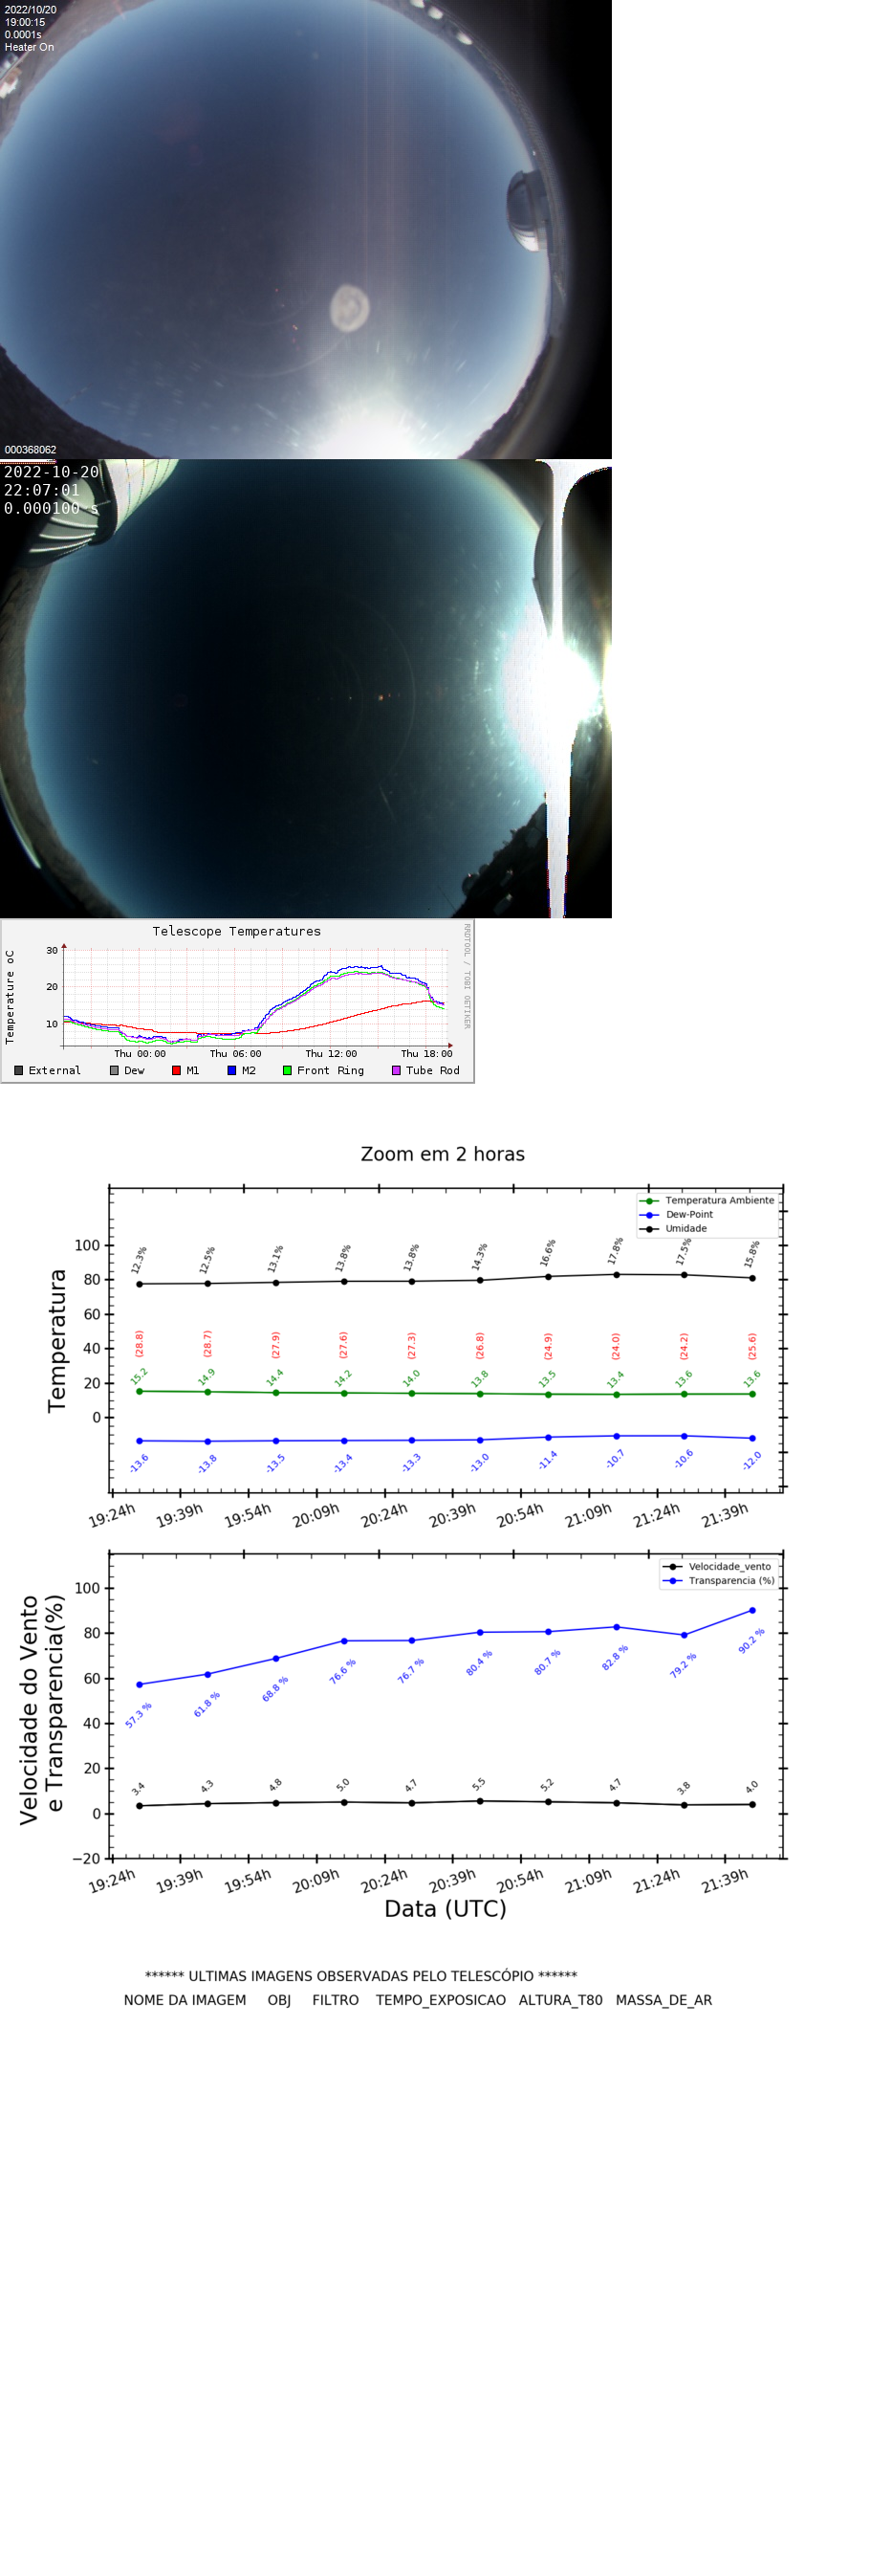 2022/10/20
19:00:15
0.0001s
Heater On
000368062
2022-10-20
22:07:01
0.000100 s
Telescope Temperatures
RRDTOOL / TOBI OETIKER
Temperature oC
30
20
10
Thu 00:00 Thu 06:00 Thu 12:00 Thu 18:00
External Dew M1 M2 Front Ring Tube Rod
Zoom em 2 horas
Temperatura Ambiente
Dew-Point
Umidade
Temperatura
100
80
60
40
20
0
12.3% 12.5% 13.1% 13.8% 13.8% 14.3% 16.6% 17.8% 17.5% 15.8%
(28.8) (28.7) (27.9) (27.6) (27.3) (26.8) (24.9) (24.0) (24.2) (25.6)
15.2 14.9 14.4 14.2 14.0 13.8 13.5 13.4 13.6 13.6
-13.6 -13.8 -13.5 -13.4 -13.3 -13.0 -11.4 -10.7 -10.6 -12.0
19:24h 19:39h 19:54h 20:09h 20:24h 20:39h 20:54h 21:09h 21:24h 21:39h
Velocidade_vento
Transparencia (%)
Velocidade do Vento
e Transparencia(%)
100
80
60
40
20
0
−20
57.3 % 61.8 % 68.8 % 76.6 % 76.7 % 80.4 % 80.7 % 82.8 % 79.2 % 90.2 %
3.4 4.3 4.8 5.0 4.7 5.5 5.2 4.7 3.8 4.0
19:24h 19:39h 19:54h 20:09h 20:24h 20:39h 20:54h 21:09h 21:24h 21:39h
Data (UTC)
****** ULTIMAS IMAGENS OBSERVADAS PELO TELESCÓPIO ******
NOME DA IMAGEM OBJ FILTRO TEMPO_EXPOSICAO ALTURA_T80 MASSA_DE_AR